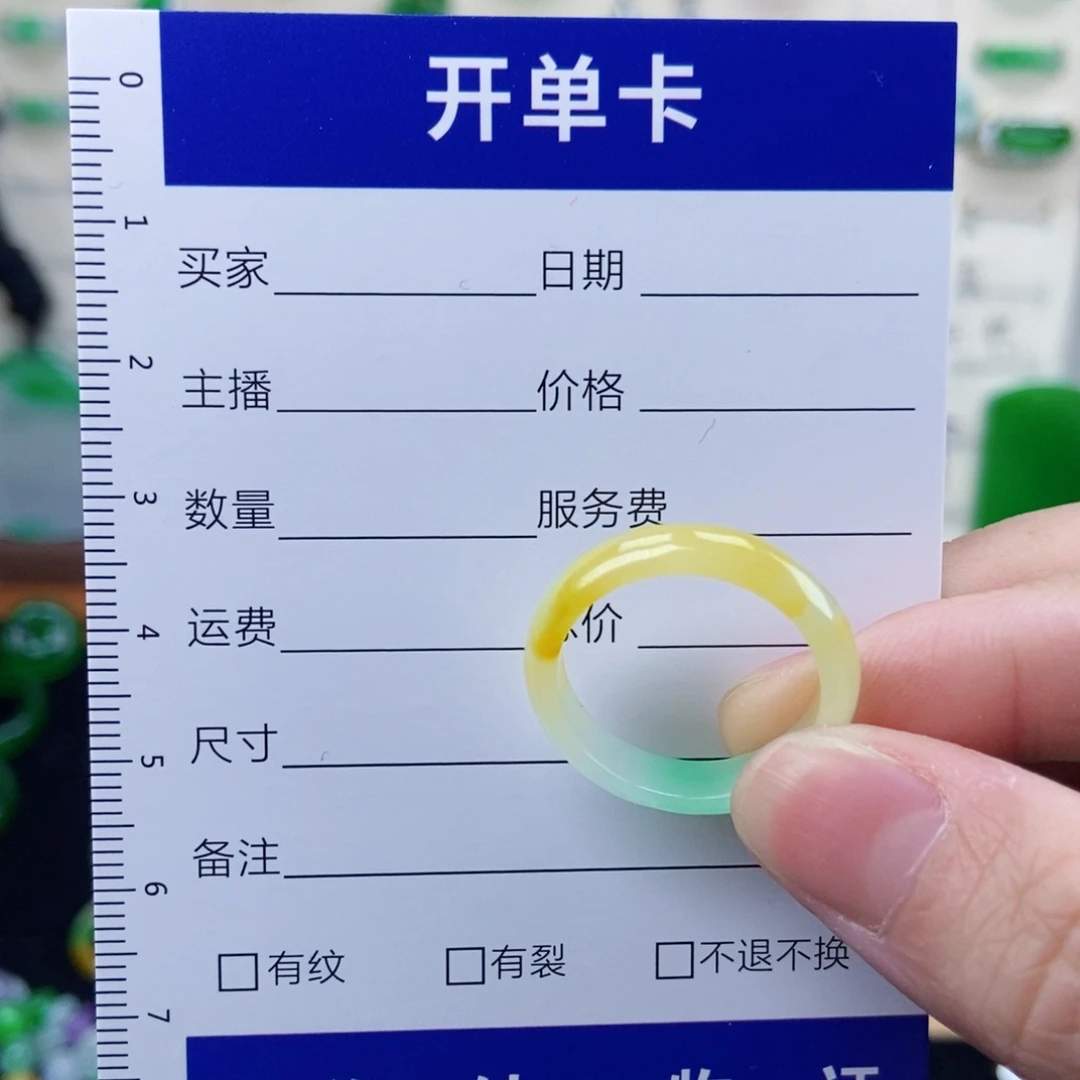 开单卡
0 1 2 3 4 5 6 7
买家 日期
主播 价格
数量 服务费
运费 价
尺寸
备注
□有纹 □有裂 □不退不换